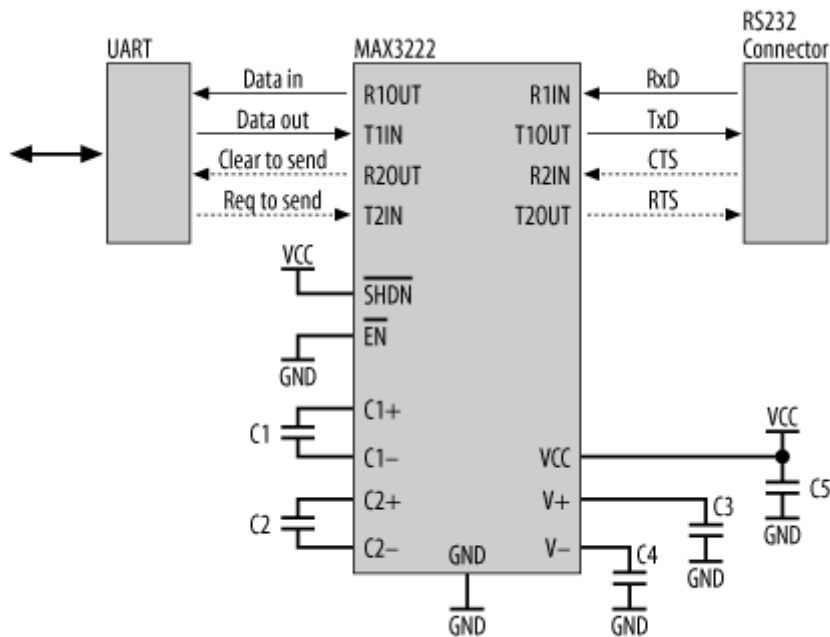 RS232
UART MAX3222 Connector
Data in R1OUT R1IN RxD
Data out T1IN T1OUT TxD
Clear to send R2OUT R2IN CTS
Req to send T2IN T2OUT RTS
VCC
SHDN
EN
GND
C1+
C1
C1−
VCC
VCC
C5
C2+ V+ C3
C2
GND
C2− V− C4
GND
GND
GND
GND